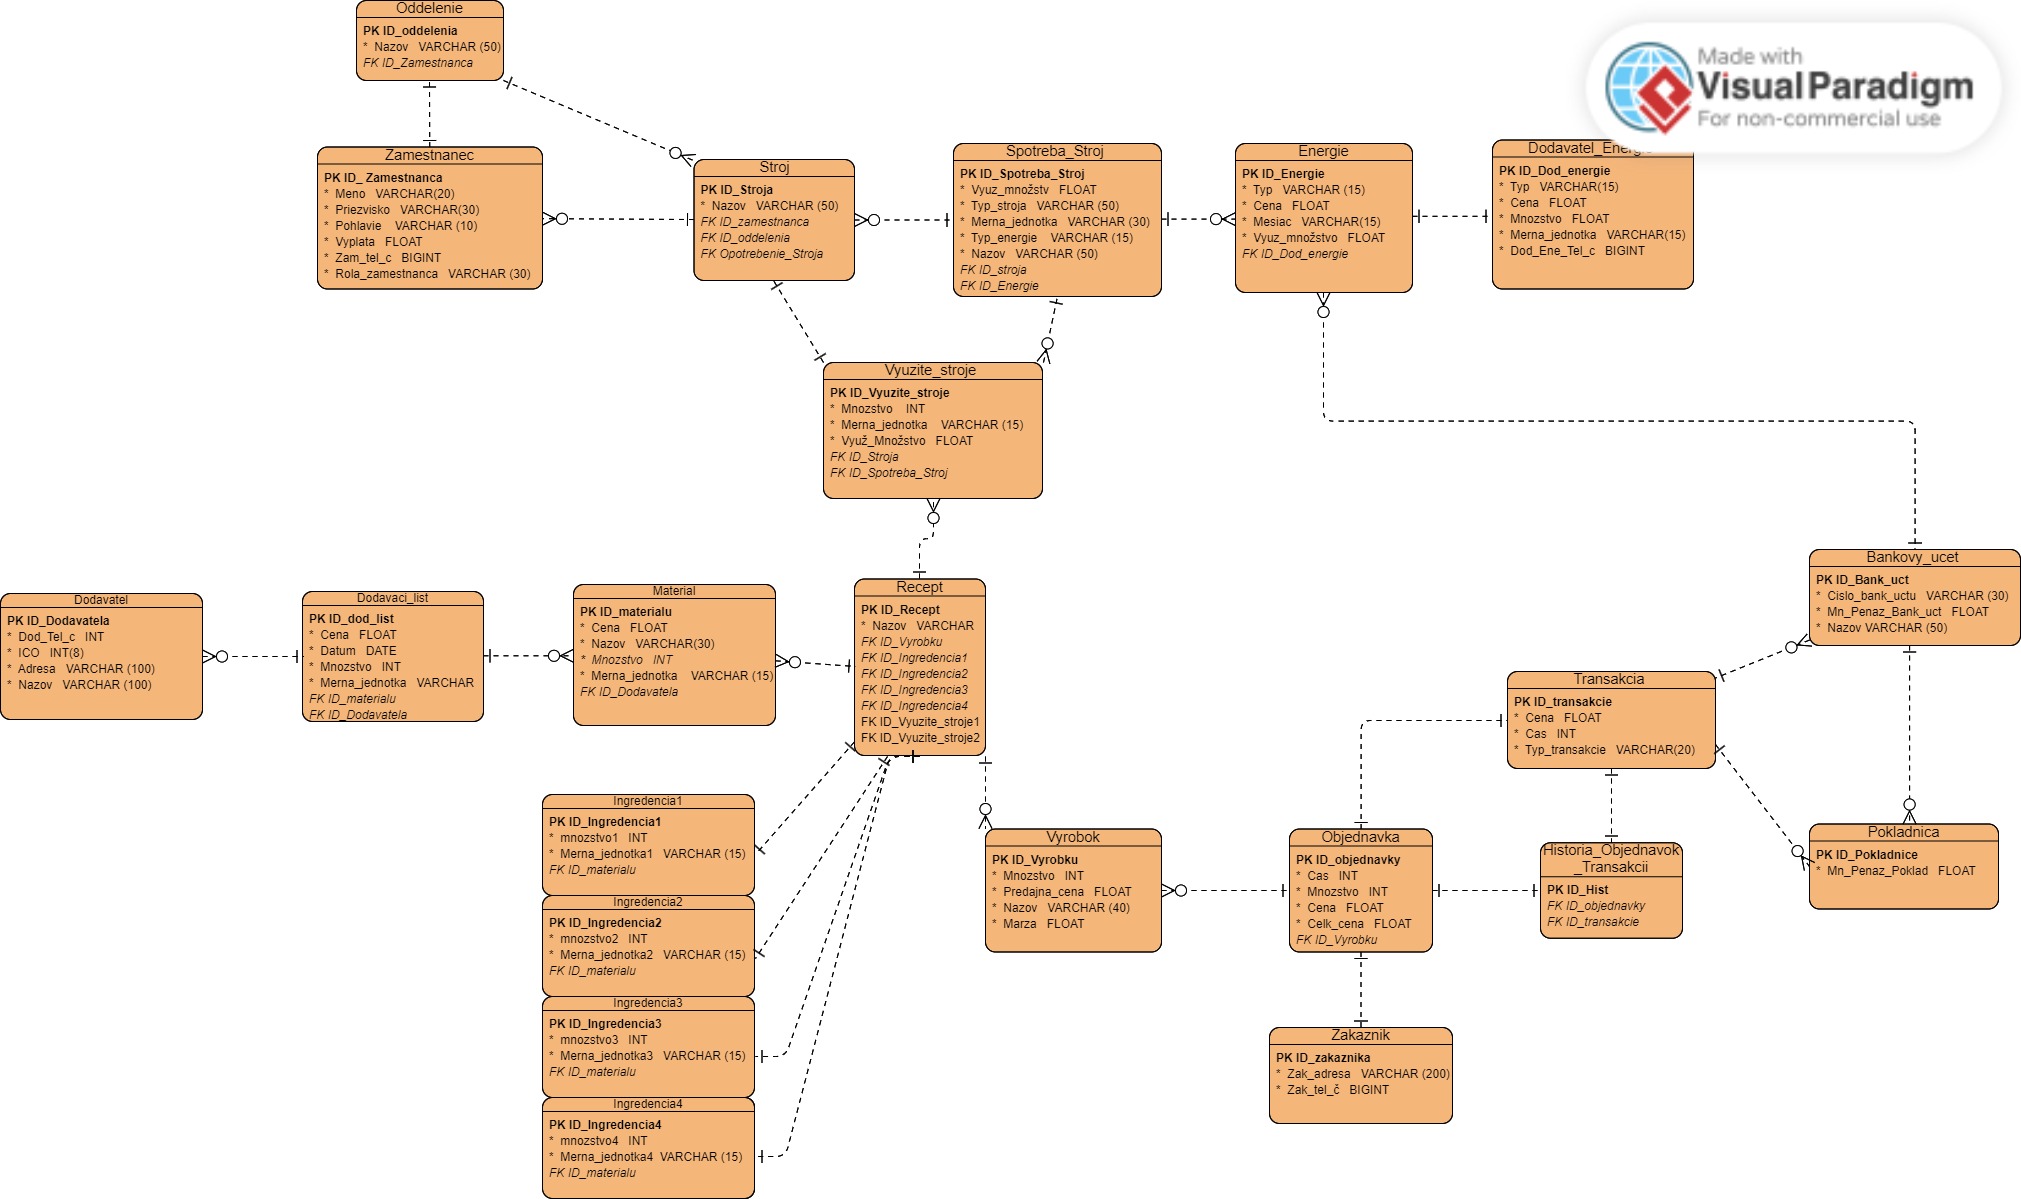 Oddelenie
PK ID_oddelenia
* Nazov VARCHAR (50)
FK ID_Zamestnanca
Made with
Visual Paradigm
For non-commercial use
Zamestnanec
PK ID_ Zamestnanca
* Meno VARCHAR(20)
* Priezvisko VARCHAR(30)
* Pohlavie VARCHAR (10)
* Vyplata FLOAT
* Zam_tel_c BIGINT
* Rola_zamestnanca VARCHAR (30)
Stroj
PK ID_Stroja
* Nazov VARCHAR (50)
FK ID_zamestnanca
FK ID_oddelenia
FK Opotrebenie_Stroja
Spotreba_Stroj
PK ID_Spotreba_Stroj
* Vyuz_množstv FLOAT
* Typ_stroja VARCHAR (50)
* Merna_jednotka VARCHAR (30)
* Typ_energie VARCHAR (15)
* Nazov VARCHAR (50)
FK ID_stroja
FK ID_Energie
Energie
PK ID_Energie
* Typ VARCHAR (15)
* Cena FLOAT
* Mesiac VARCHAR(15)
* Vyuz_množstvo FLOAT
FK ID_Dod_energie
PK ID_Dod_energie
* Typ VARCHAR(15)
* Cena FLOAT
* Mnozstvo FLOAT
* Merna_jednotka VARCHAR(15)
* Dod_Ene_Tel_c BIGINT
Vyuzite_stroje
PK ID_Vyuzite_stroje
* Mnozstvo INT
* Merna_jednotka VARCHAR (15)
* Využ_Množstvo FLOAT
FK ID_Stroja
FK ID_Spotreba_Stroj
Dodavatel
PK ID_Dodavatela
* Dod_Tel_c INT
* ICO INT(8)
* Adresa VARCHAR (100)
* Nazov VARCHAR (100)
Dodavaci_list
PK ID_dod_list
* Cena FLOAT
* Datum DATE
* Mnozstvo INT
* Merna_jednotka VARCHAR
FK ID_materialu
FK ID_Dodavatela
Material
PK ID_materialu
* Cena FLOAT
* Nazov VARCHAR(30)
* Mnozstvo INT
* Merna_jednotka VARCHAR (15)
FK ID_Dodavatela
Recept
PK ID_Recept
* Nazov VARCHAR
FK ID_Vyrobku
FK ID_Ingredencia1
FK ID_Ingredencia2
FK ID_Ingredencia3
FK ID_Ingredencia4
FK ID_Vyuzite_stroje1
FK ID_Vyuzite_stroje2
Bankovy_ucet
PK ID_Bank_uct
* Cislo_bank_uctu VARCHAR (30)
* Mn_Penaz_Bank_uct FLOAT
* Nazov VARCHAR (50)
Transakcia
PK ID_transakcie
* Cena FLOAT
* Cas INT
* Typ_transakcie VARCHAR(20)
Ingredencia1
PK ID_Ingredencia1
* mnozstvo1 INT
* Merna_jednotka1 VARCHAR (15)
FK ID_materialu
Ingredencia2
PK ID_Ingredencia2
* mnozstvo2 INT
* Merna_jednotka2 VARCHAR (15)
FK ID_materialu
Ingredencia3
PK ID_Ingredencia3
* mnozstvo3 INT
* Merna_jednotka3 VARCHAR (15)
FK ID_materialu
Ingredencia4
PK ID_Ingredencia4
* mnozstvo4 INT
* Merna_jednotka4 VARCHAR (15)
FK ID_materialu
Vyrobok
PK ID_Vyrobku
* Mnozstvo INT
* Predajna_cena FLOAT
* Nazov VARCHAR (40)
* Marza FLOAT
Objednavka
PK ID_objednavky
* Cas INT
* Mnozstvo INT
* Cena FLOAT
* Celk_cena FLOAT
FK ID_Vyrobku
Historia_Objednavok
_Transakcii
PK ID_Hist
FK ID_objednavky
FK ID_transakcie
Pokladnica
PK ID_Pokladnice
* Mn_Penaz_Poklad FLOAT
Zakaznik
PK ID_zakaznika
* Zak_adresa VARCHAR (200)
* Zak_tel_č BIGINT